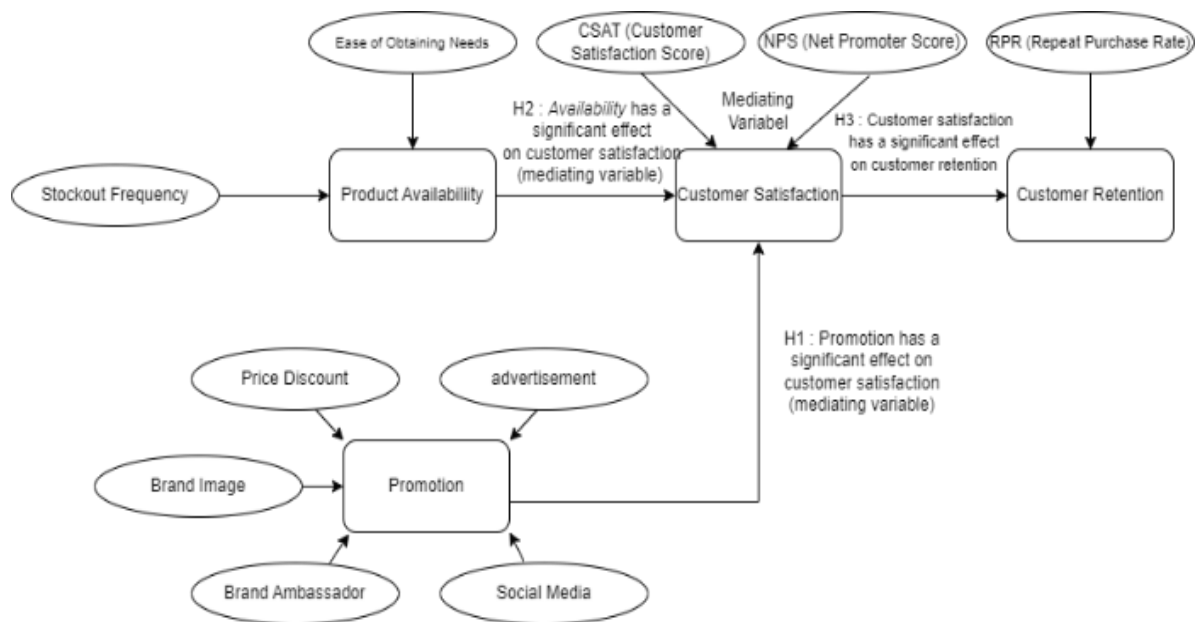 Ease of Obtaining Needs
CSAT (Customer
Satisfaction Score)
NPS (Net Promoter Score)
RPR (Repeat Purchase Rate)
H2 : Availability has a
significant effect
on customer satisfaction
(mediating variable)
Mediating
Variabel
H3 : Customer satisfaction
has a significant effect
on customer retention
Stockout Frequency
Product Availability
Customer Satisfaction
Customer Retention
H1 : Promotion has a
significant effect on
customer satisfaction
(mediating variable)
Price Discount
advertisement
Brand Image
Promotion
Brand Ambassador
Social Media